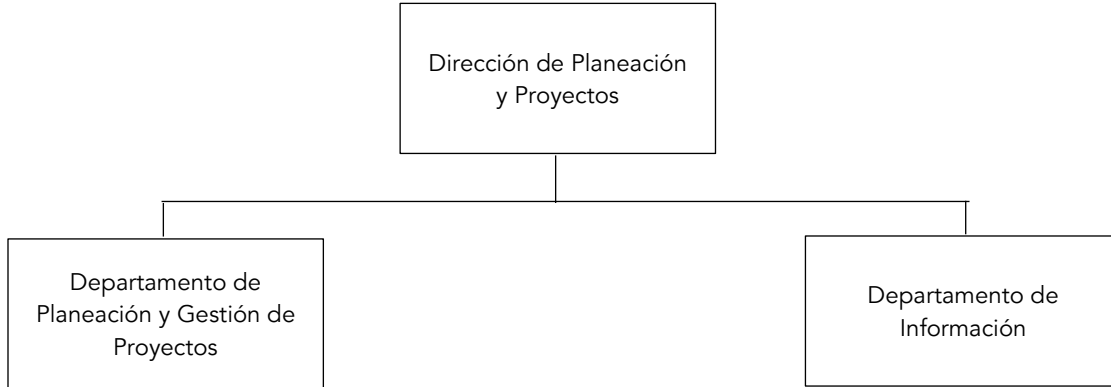 Dirección de Planeación
y Proyectos
Departamento de
Planeación y Gestión de
Proyectos
Departamento de
Información